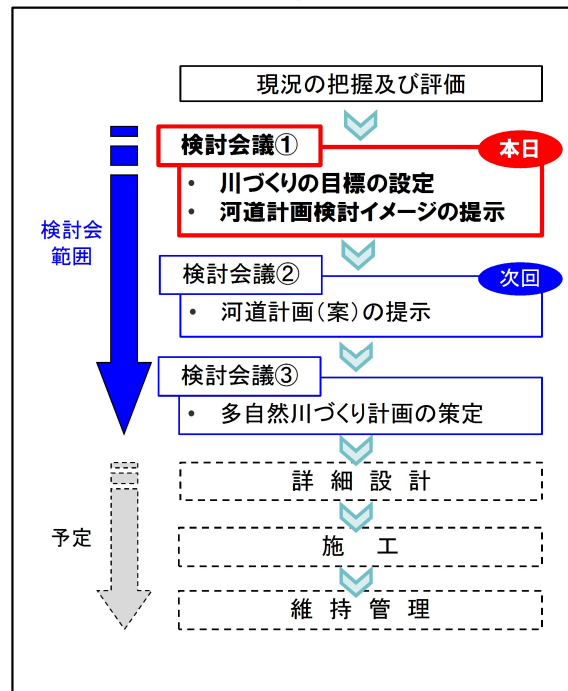 現況の把握及び評価
検討会議①
本日
・ 川づくりの目標の設定
・ 河道計画検討イメージの提示
検討会
範囲
検討会議②
次回
・ 河道計画(案)の提示
検討会議③
・ 多自然川づくり計画の策定
詳 細 設 計
予定
施 工
維 持 管 理